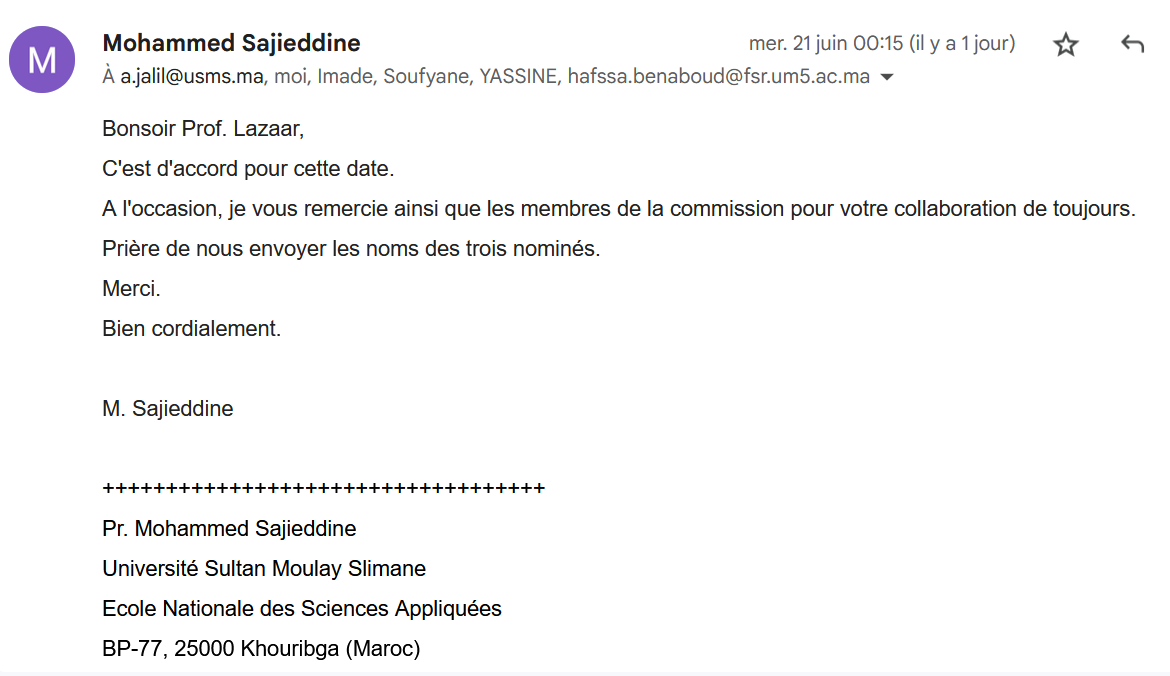 M
Mohammed Sajieddine
mer. 21 juin 00:15 (il y a 1 jour)
À a.jalil@usms.ma, moi, Imade, Soufyane, YASSINE, hafssa.benaboud@fsr.um5.ac.ma
Bonsoir Prof. Lazaar,
C'est d'accord pour cette date.
A l'occasion, je vous remercie ainsi que les membres de la commission pour votre collaboration de toujours.
Prière de nous envoyer les noms des trois nominés.
Merci.
Bien cordialement.
M. Sajieddine
+++++++++++++++++++++++++++++++++++
Pr. Mohammed Sajieddine
Université Sultan Moulay Slimane
Ecole Nationale des Sciences Appliquées
BP-77, 25000 Khouribga (Maroc)